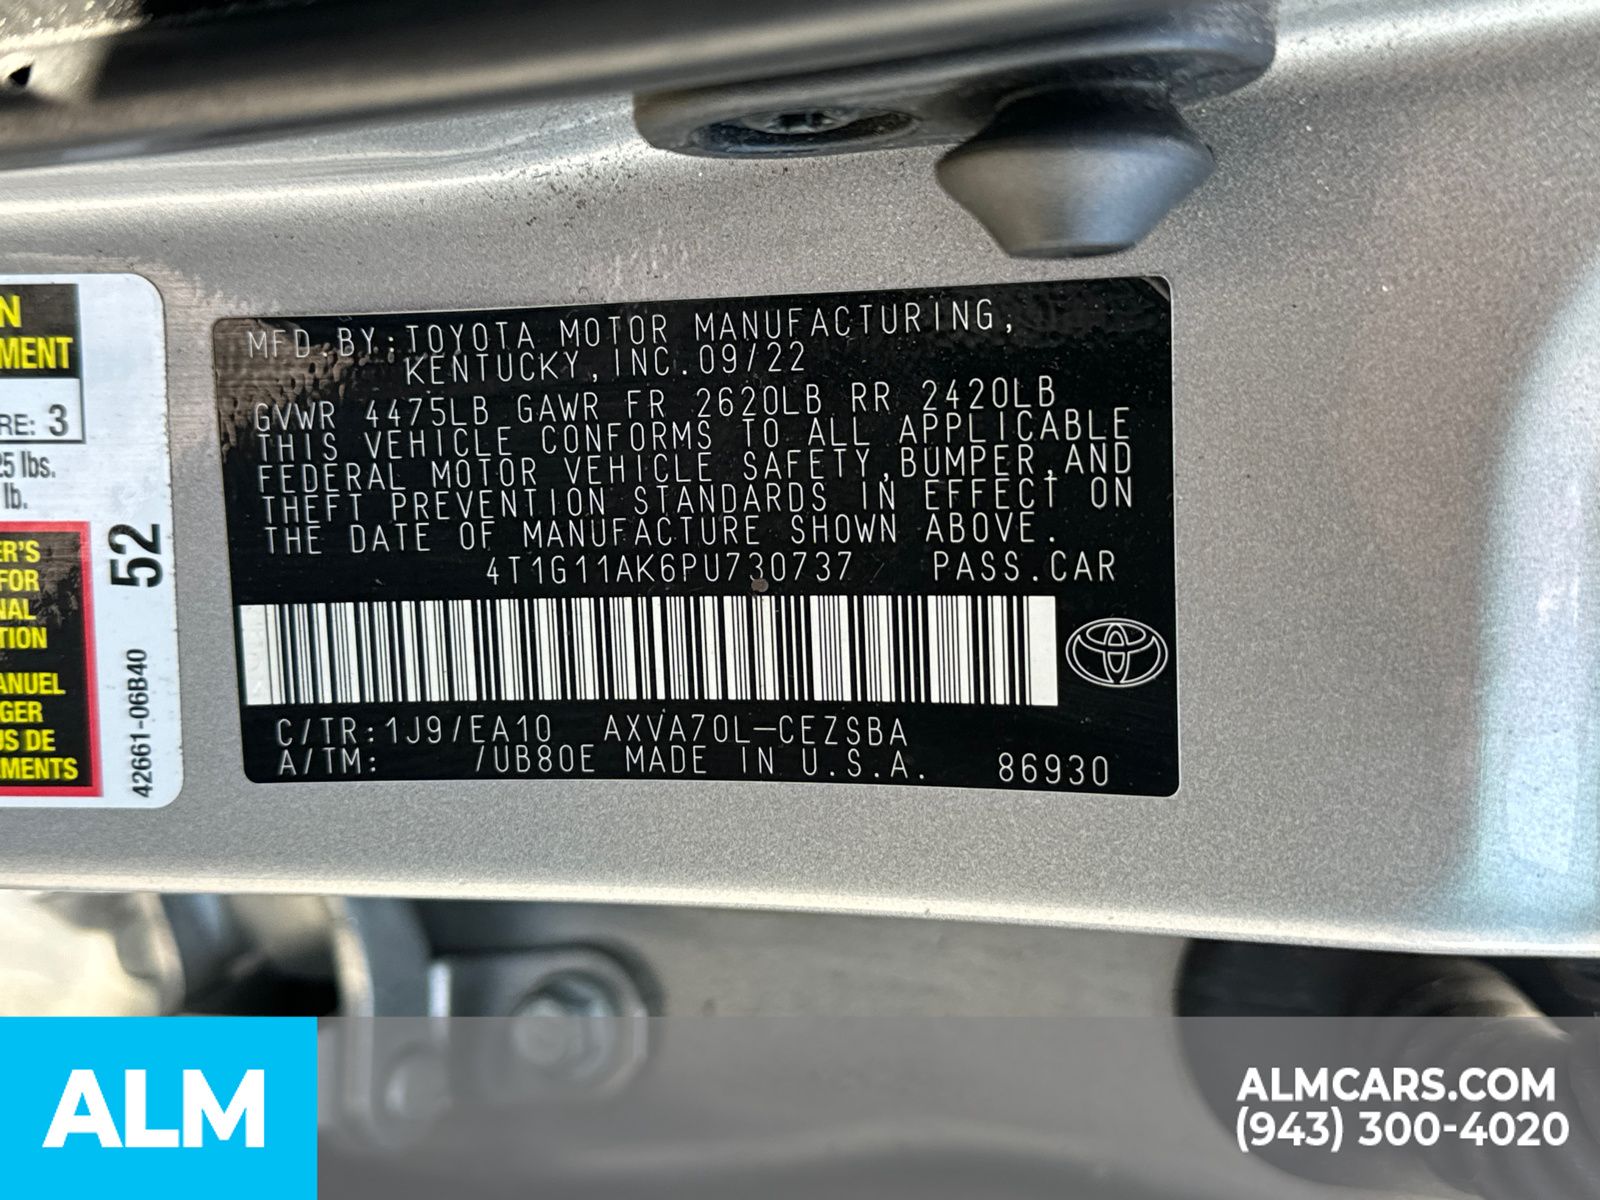 N
MENT
RE: 3
25 lbs.
lb.
ER'S
FOR
NAL
TION
ANUEL
GER
US DE
MENTS
52
42661-06B40
MFD.BY:TOYOTA MOTOR MANUFACTURING,
KENTUCKY,INC.09/22
GVWR 4475LB GAWR FR 2620LB RR 2420LB
THIS VEHICLE CONFORMS TO ALL APPLICABLE
FEDERAL MOTOR VEHICLE SAFETY,BUMPER,AND
THEFT PREVENTION STANDARDS IN EFFECT ON
THE DATE OF MANUFACTURE SHOWN ABOVE.
4T1G11AK6PU730737 PASS.CAR
C/TR:1J9/EA10 AXVA70L-CEZSBA
A/TM: /UB80E MADE IN U.S.A. 86930
ALM
ALMCARS.COM
(943) 300-4020